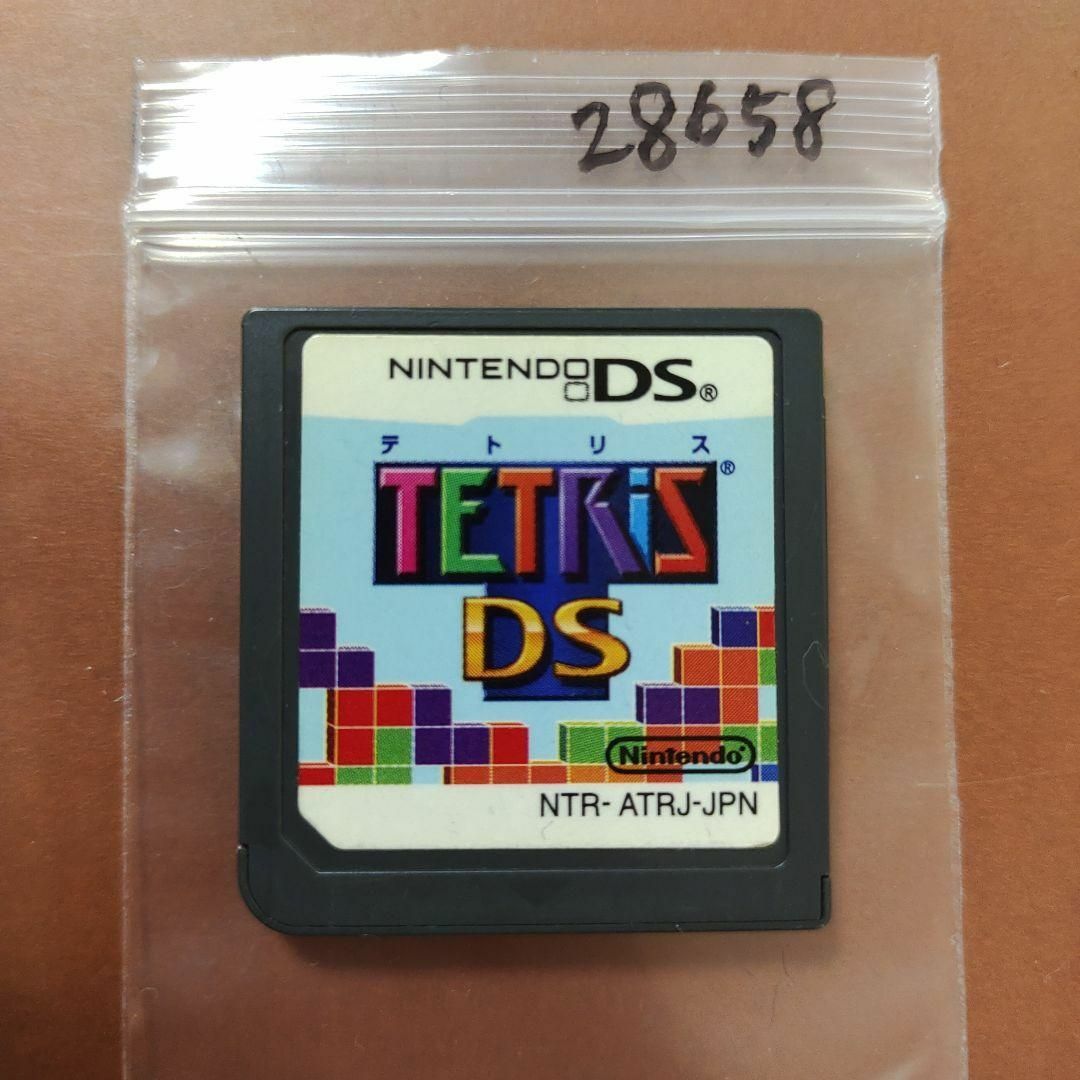 28658
NINTENDO DS®
テトリス
TETRiS®
DS
Nintendo®
NTR- ATRJ-JPN